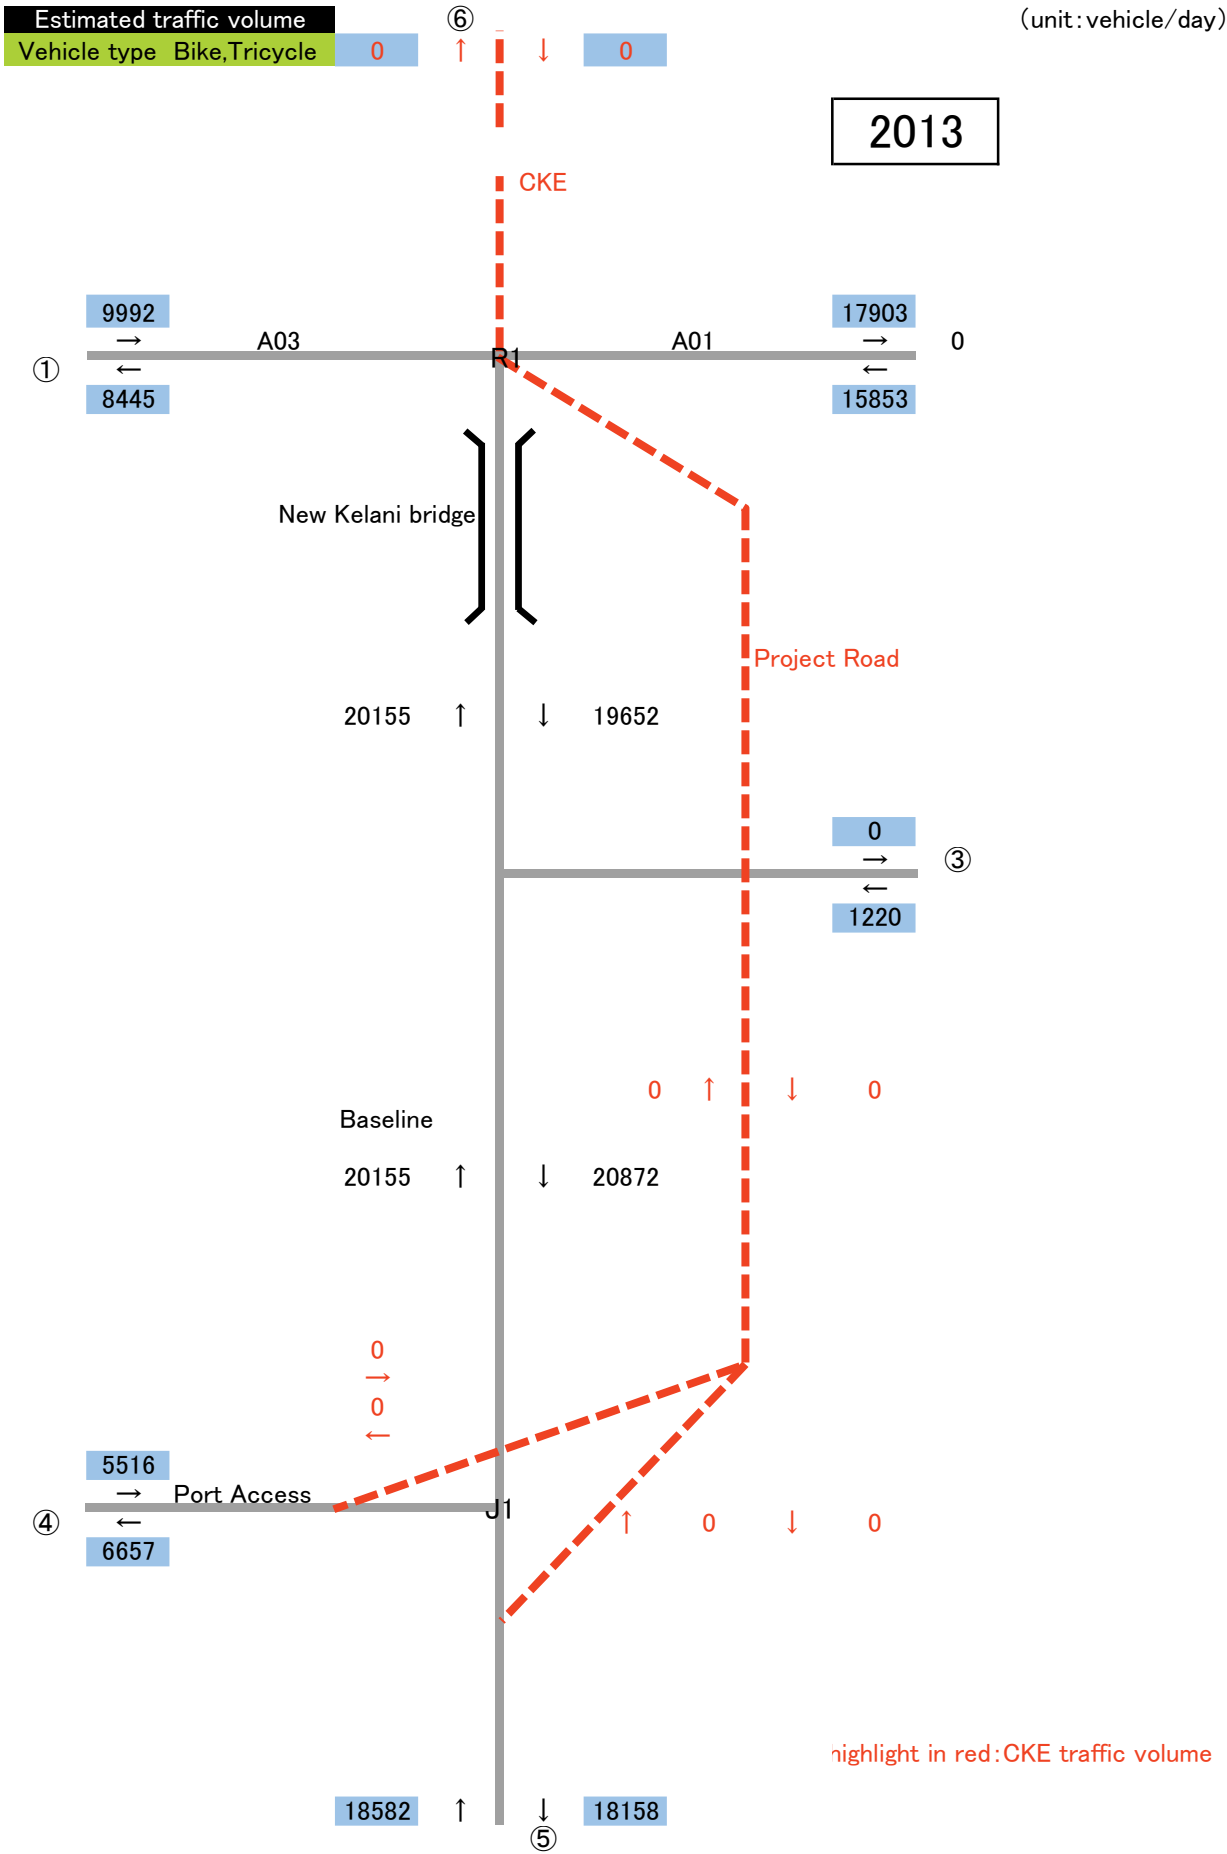 Estimated traffic volume ⑥ (unit:vehicle/day)
Vehicle type Bike,Tricycle 0 ↑ ↓ 0
2013
CKE
9992 17903
→ A03 A01 → 0
R1
① ← ←
8445 15853
New Kelani bridge
Project Road
20155 ↑ ↓ 19652
0
→ ③
←
1220
0 ↑ ↓ 0
Baseline
20155 ↑ ↓ 20872
0
→
0
←
5516
→ Port Access
J1
④ ← ↑ 0 ↓ 0
6657
highlight in red:CKE traffic volume
18582 ↑ ↓ 18158
⑤